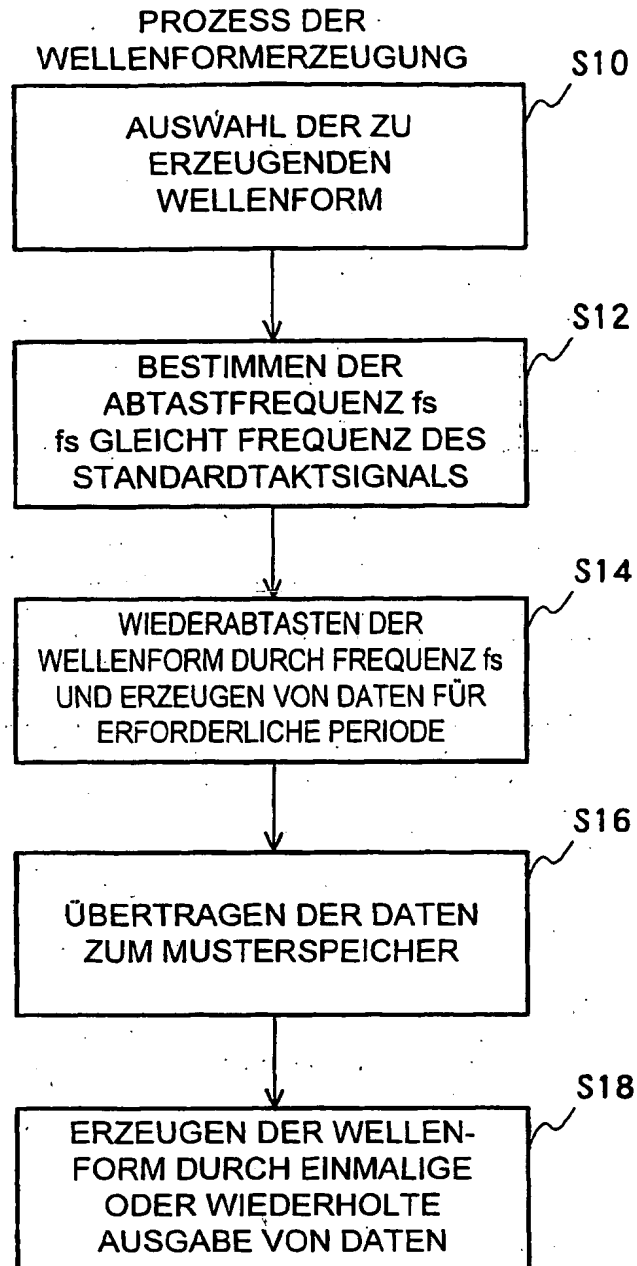 PROZESS DER
WELLENFORMERZEUGUNG
S10
AUSWAHL DER ZU
ERZEUGENDEN
WELLENFORM
S12
BESTIMMEN DER
ABTASTFREQUENZ fs
fs GLEICHT FREQUENZ DES
STANDARDTAKTSIGNALS
S14
WIEDERABTASTEN DER
WELLENFORM DURCH FREQUENZ fs
UND ERZEUGEN VON DATEN FÜR
ERFORDERLICHE PERIODE
S16
ÜBERTRAGEN DER DATEN
ZUM MUSTERSPEICHER
S18
ERZEUGEN DER WELLEN-
FORM DURCH EINMALIGE
ODER WIEDERHOLTE
AUSGABE VON DATEN